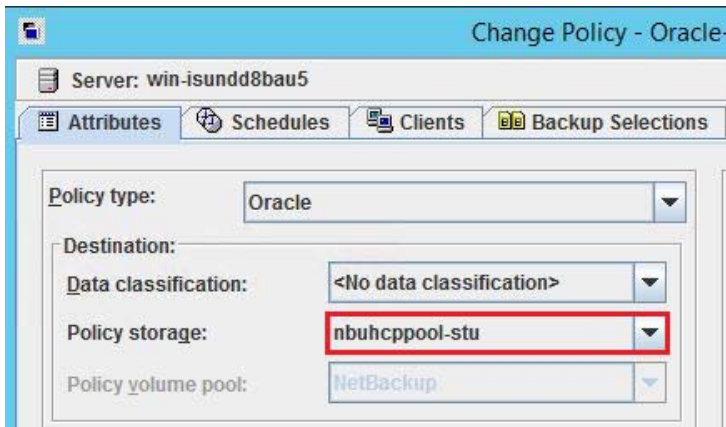 Change Policy - Oracle-
Server: win-isundd8bau5
Attributes Schedules Clients Backup Selections
Policy type: Oracle
Destination:
Data classification: <No data classification>
Policy storage: nbuhcppool-stu
Policy volume pool: NetBackup